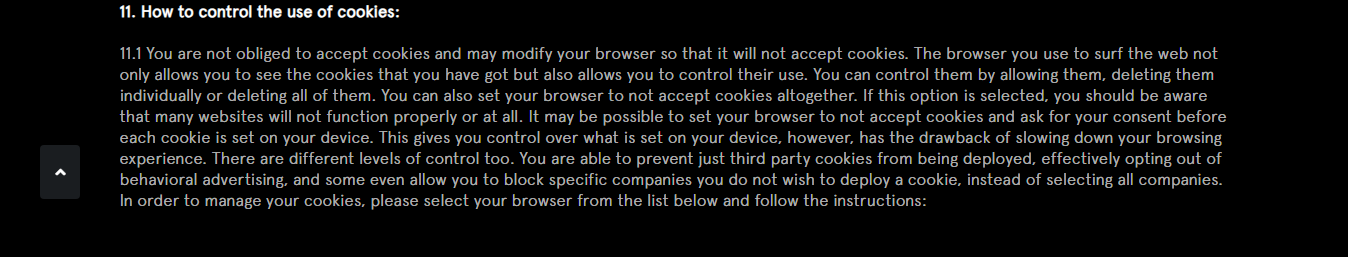 11. How to control the use of cookies:
11.1 You are not obliged to accept cookies and may modify your browser so that it will not accept cookies. The browser you use to surf the web not
only allows you to see the cookies that you have got but also allows you to control their use. You can control them by allowing them, deleting them
individually or deleting all of them. You can also set your browser to not accept cookies altogether. If this option is selected, you should be aware
that many websites will not function properly or at all. It may be possible to set your browser to not accept cookies and ask for your consent before
each cookie is set on your device. This gives you control over what is set on your device, however, has the drawback of slowing down your browsing
experience. There are different levels of control too. You are able to prevent just third party cookies from being deployed, effectively opting out of
behavioral advertising, and some even allow you to block specific companies you do not wish to deploy a cookie, instead of selecting all companies.
In order to manage your cookies, please select your browser from the list below and follow the instructions: